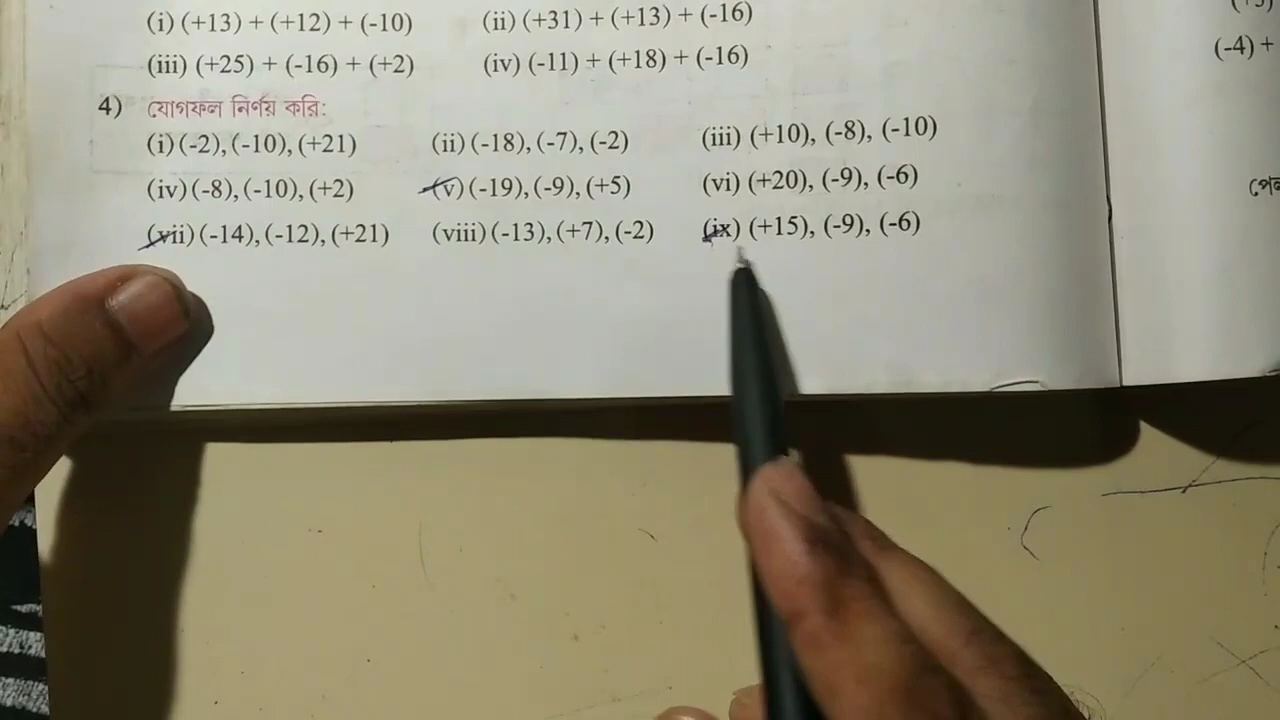 (i) (+13) + (+12) + (-10) (ii) (+31) + (+13) + (-16)
(iii) (+25) + (-16) + (+2) (iv) (-11) + (+18) + (-16)
4) যোগফল নির্ণয় করি:
(i) (-2), (-10), (+21) (ii) (-18), (-7), (-2) (iii) (+10), (-8), (-10)
(iv) (-8), (-10), (+2) (v) (-19), (-9), (+5) (vi) (+20), (-9), (-6)
(vii) (-14), (-12), (+21) (viii) (-13), (+7), (-2) (ix) (+15), (-9), (-6)
(-4) +